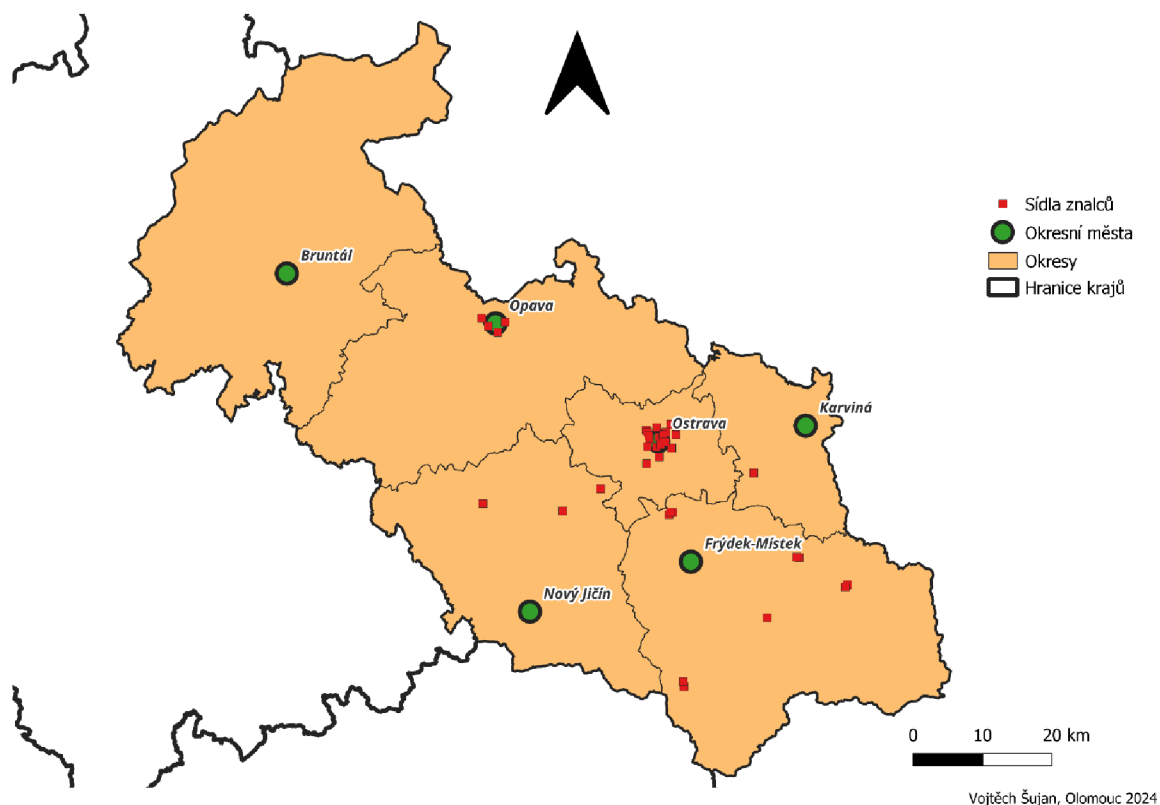 Sídla znalců
Okresní města
Okresy
Hranice krajů
Bruntál
Opava
Karviná
Ostrava
Frýdek-Místek
Nový Jičín
0 10 20 km
Vojtěch Šujan, Olomouc 2024